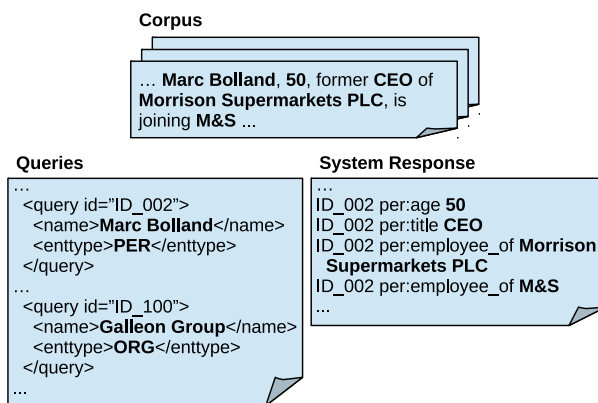 Corpus
... Marc Bolland, 50, former CEO of
Morrison Supermarkets PLC, is
joining M&S ...
Queries
...
<query id=”ID_002”>
<name>Marc Bolland</name>
<enttype>PER</enttype>
</query>
...
<query id=”ID_100”>
<name>Galleon Group</name>
<enttype>ORG</enttype>
</query>
...
System Response
...
ID_002 per:age 50
ID_002 per:title CEO
ID_002 per:employee_of Morrison
Supermarkets PLC
ID_002 per:employee_of M&S
...